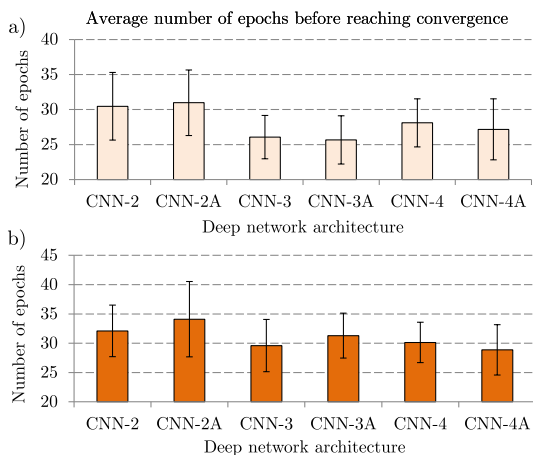 Average number of epochs before reaching convergence
a)
Number of epochs
40
35
30
25
20
CNN-2 CNN-2A CNN-3 CNN-3A CNN-4 CNN-4A
Deep network architecture
b)
Number of epochs
45
40
35
30
25
20
CNN-2 CNN-2A CNN-3 CNN-3A CNN-4 CNN-4A
Deep network architecture